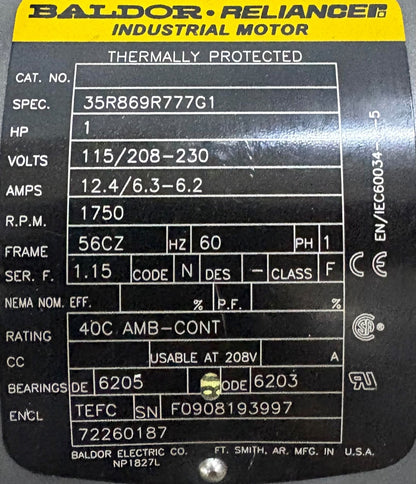 BALDOR · RELIANCER
INDUSTRIAL MOTOR
THERMALLY PROTECTED
CAT. NO.
SPEC. 35R869R777G1
HP 1
VOLTS 115/208-230
AMPS 12.4/6.3-6.2
R.P.M. 1750
FRAME 56CZ HZ 60 PH 1
SER. F. 1.15 CODE N DES - CLASS F
NEMA NOM. EFF. % P.F. %
RATING 40C AMB-CONT
CC USABLE AT 208V A
BEARINGS DE 6205 ODE 6203
ENCL TEFC SN F0908193997
72260187
BALDOR ELECTRIC CO. FT. SMITH, AR. MFG. IN U.S.A.
NP1827L
EN/IEC60034- -5
CE